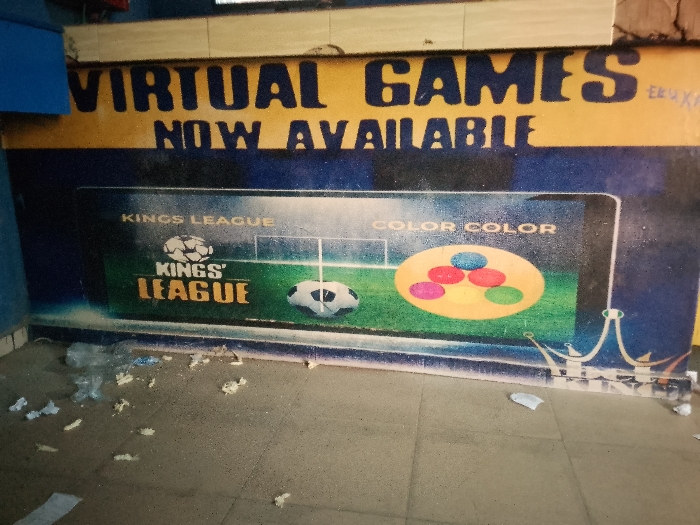 VIRTUAL GAMES
NOW AVAILABLE
KINGS LEAGUE
COLOR COLOR
KINGS'
LEAGUE